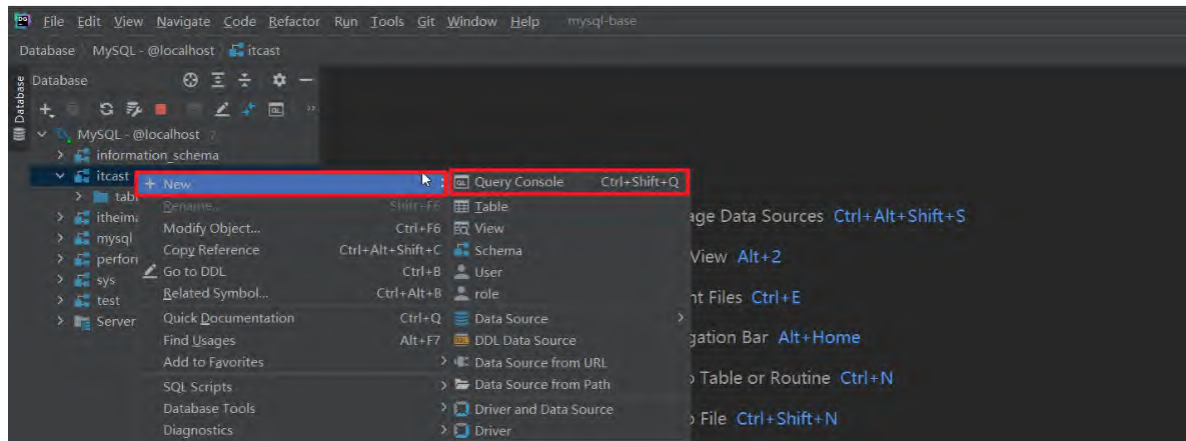 File Edit View Navigate Code Refactor Run Tools Git Window Help mysql-base
Database MySQL - @localhost itcast
Database
Database
MySQL - @localhost 7
information_schema
itcast
tabl
itheima
mysql
perfor
sys
test
Server
New
Rename... Shift+F6
Modify Object... Ctrl+F6
Copy Reference Ctrl+Alt+Shift+C
Go to DDL Ctrl+B
Related Symbol... Ctrl+Alt+B
Quick Documentation Ctrl+Q
Find Usages Alt+F7
Add to Favorites
SQL Scripts
Database Tools
Diagnostics
Query Console Ctrl+Shift+Q
Table
View
Schema
User
role
Data Source
DDL Data Source
Data Source from URL
Data Source from Path
Driver and Data Source
Driver
age Data Sources Ctrl+Alt+Shift+S
View Alt+2
nt Files Ctrl+E
gation Bar Alt+Home
o Table or Routine Ctrl+N
o File Ctrl+Shift+N